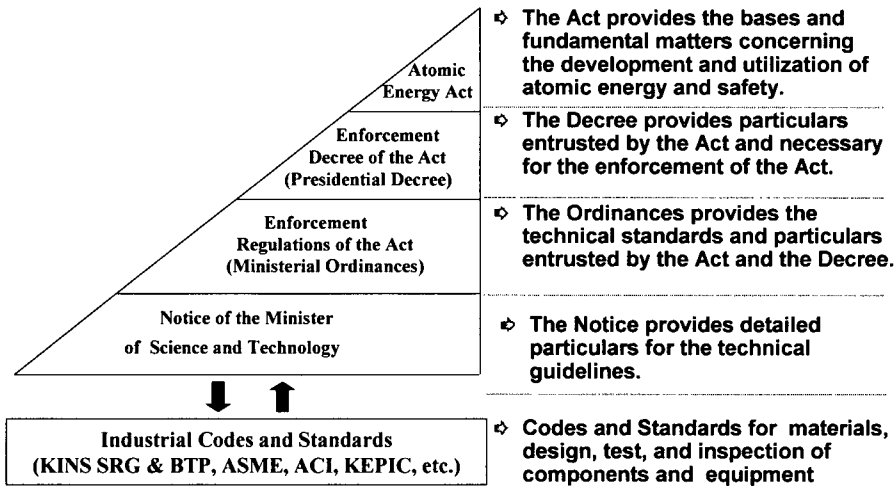 Atomic
Energy Act
⇨ The Act provides the bases and
fundamental matters concerning
the development and utilization of
atomic energy and safety.
Enforcement
Decree of the Act
(Presidential Decree)
⇨ The Decree provides particulars
entrusted by the Act and necessary
for the enforcement of the Act.
Enforcement
Regulations of the Act
(Ministerial Ordinances)
⇨ The Ordinances provides the
technical standards and particulars
entrusted by the Act and the Decree.
Notice of the Minister
of Science and Technology
⇨ The Notice provides detailed
particulars for the technical
guidelines.
Industrial Codes and Standards
(KINS SRG & BTP, ASME, ACI, KEPIC, etc.)
⇨ Codes and Standards for materials,
design, test, and inspection of
components and equipment